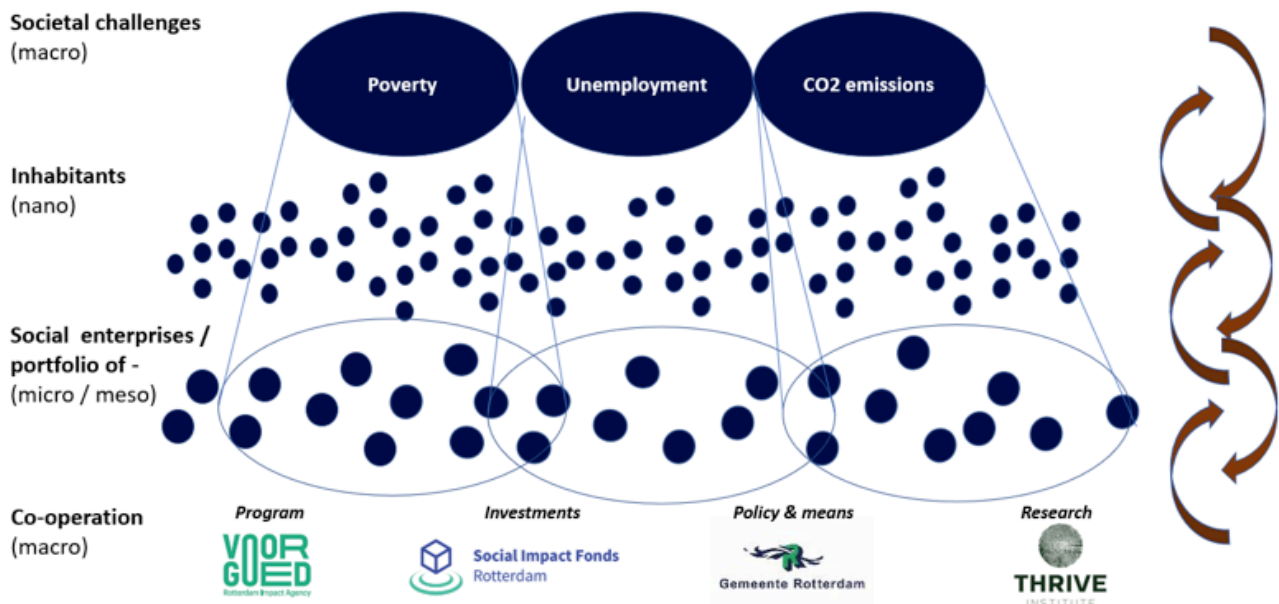 Societal challenges
(macro)
Poverty
Unemployment
CO2 emissions
Inhabitants
(nano)
Social enterprises /
portfolio of -
(micro / meso)
Co-operation
(macro)
Program
Investments
Policy & means
Research
VOOR
GOED
Rotterdam Impact Agency
Social Impact Fonds
Rotterdam
Gemeente Rotterdam
THRIVE
INSTITUTE